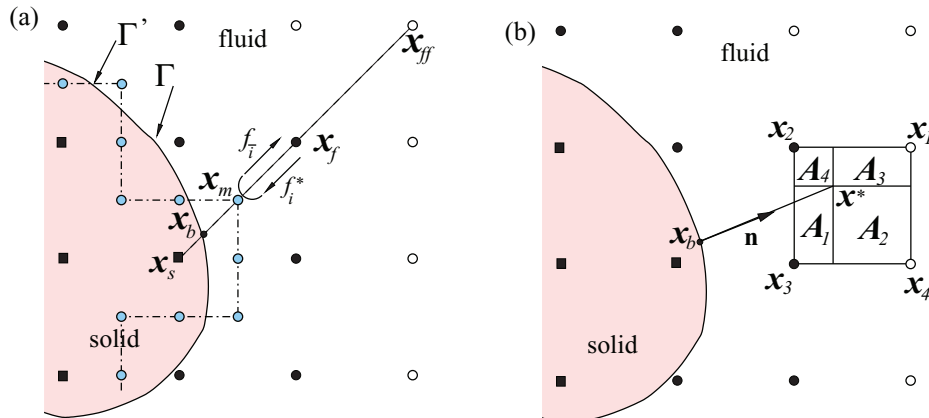 (a)
Γ'
fluid
x_ff
Γ
f_ī
x_f
x_m
f_i^*
x_b
x_s
solid
(b)
fluid
x_2
x_1
A_4
A_3
x*
x_b
n
A_1
A_2
x_3
x_4
solid